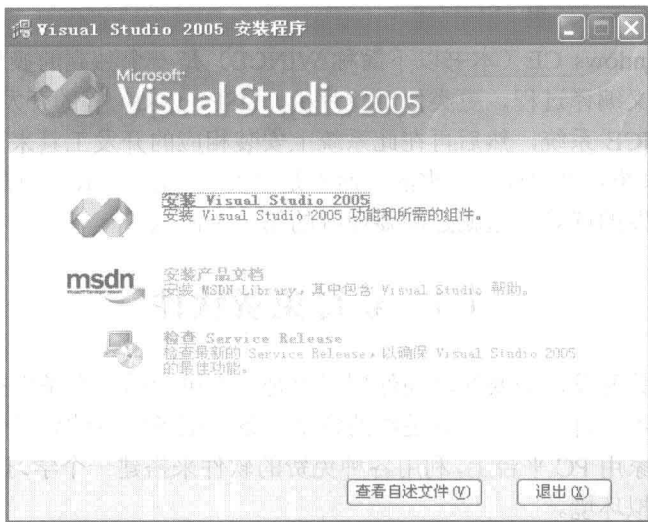 Visual Studio 2005 安装程序
Microsoft
Visual Studio 2005
安装 Visual Studio 2005
安装 Visual Studio 2005 功能和所需的组件。
msdn
安装产品文档
安装 MSDN Library，其中包含 Visual Studio 帮助。
检查 Service Release
检查最新的 Service Release，以确保 Visual Studio 2005
的最佳功能。
查看自述文件(V)
退出(X)